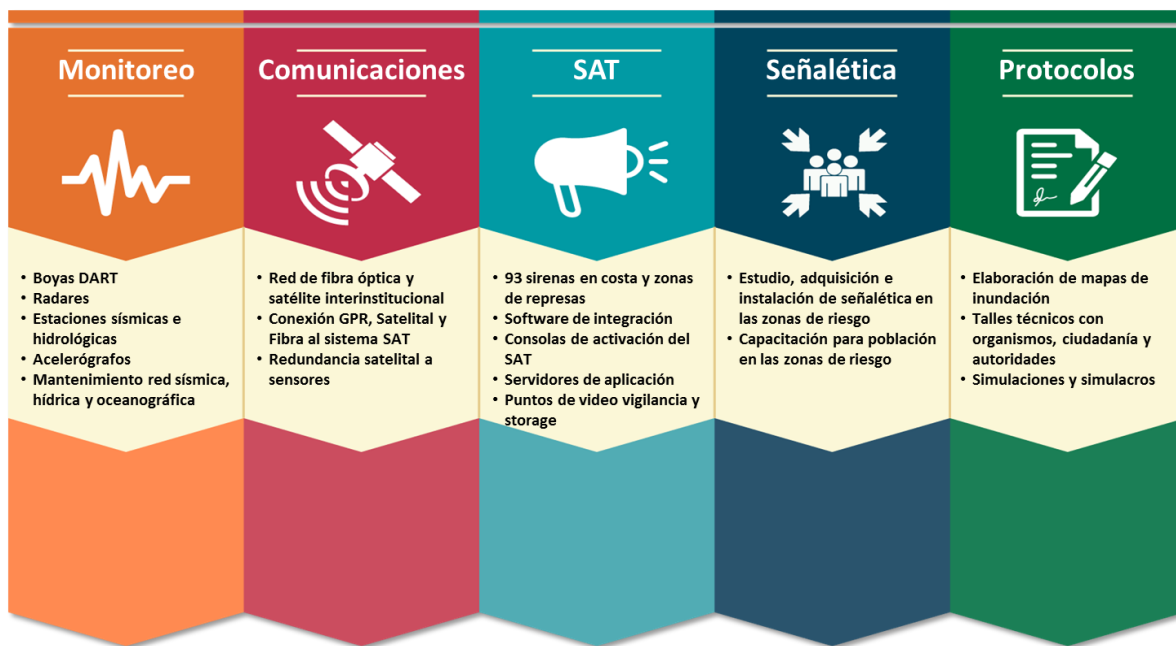 Monitoreo
• Boyas DART
• Radares
• Estaciones sísmicas e
hidrológicas
• Acelerógrafos
• Mantenimiento red sísmica,
hídrica y oceanográfica
Comunicaciones
• Red de fibra óptica y
satélite interinstitucional
• Conexión GPR, Satelital y
Fibra al sistema SAT
• Redundancia satelital a
sensores
SAT
• 93 sirenas en costa y zonas
de represas
• Software de integración
• Consolas de activación del
SAT
• Servidores de aplicación
• Puntos de video vigilancia y
storage
Señalética
• Estudio, adquisición e
instalación de señalética en
las zonas de riesgo
• Capacitación para población
en las zonas de riesgo
Protocolos
• Elaboración de mapas de
inundación
• Talles técnicos con
organismos, ciudadanía y
autoridades
• Simulaciones y simulacros